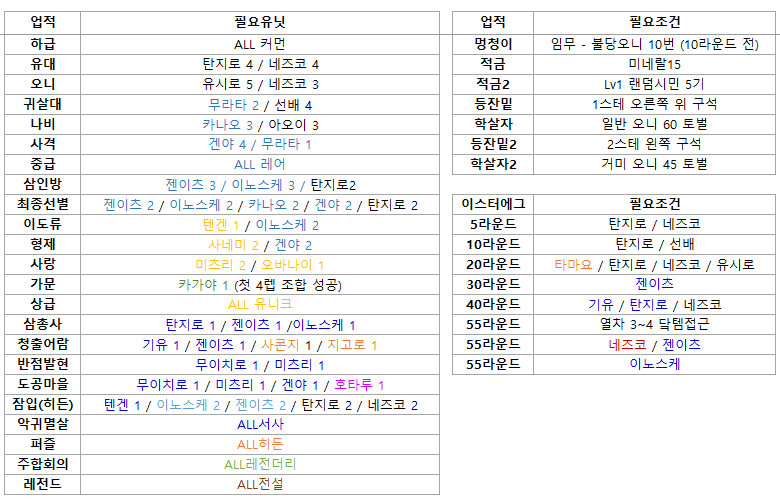 업적 필요유닛
하급 ALL 커먼
유대 탄지로 4 / 네즈코 4
오니 유시로 5 / 네즈코 3
귀살대 무라타 2 / 선배 4
나비 카나오 3 / 아오이 3
사격 겐야 4 / 무라타 1
중급 ALL 레어
삼인방 젠이츠 3 / 이노스케 3 / 탄지로2
최종선별 젠이츠 2 / 이노스케 2 / 카나오 2 / 겐야 2 / 탄지로 2
이도류 텐겐 1 / 이노스케 2
형제 사네미 2 / 겐야 2
사랑 미츠리 2 / 오바나이 1
가문 카가야 1 (첫 4렙 조합 성공)
상급 ALL 유니크
삼총사 탄지로 1 / 젠이츠 1 /이노스케 1
청출어람 기유 1 / 젠이츠 1 / 사콘지 1 / 지고로 1
반점발현 무이치로 1 / 미츠리 1
도공마을 무이치로 1 / 미츠리 1 / 겐야 1 / 호타루 1
잠입(히든) 텐겐 1 / 이노스케 2 / 젠이츠 2 / 탄지로 2 / 네즈코 2
악귀멸살 ALL서사
퍼즐 ALL히든
주합회의 ALL레전더리
레전드 ALL전설
업적 필요조건
멍청이 임무 - 불당오니 10번 (10라운드 전)
적금 미네랄15
적금2 Lv1 랜덤시민 5기
등잔밑 1스테 오른쪽 위 구석
학살자 일반 오니 60 토벌
등잔밑2 2스테 왼쪽 구석
학살자2 거미 오니 45 토벌
이스터에그 필요조건
5라운드 탄지로 / 네즈코
10라운드 탄지로 / 선배
20라운드 타마요 / 탄지로 / 네즈코 / 유시로
30라운드 젠이츠
40라운드 기유 / 탄지로 / 네즈코
55라운드 열차 3~4 닼템접근
55라운드 네즈코 / 젠이츠
55라운드 이노스케